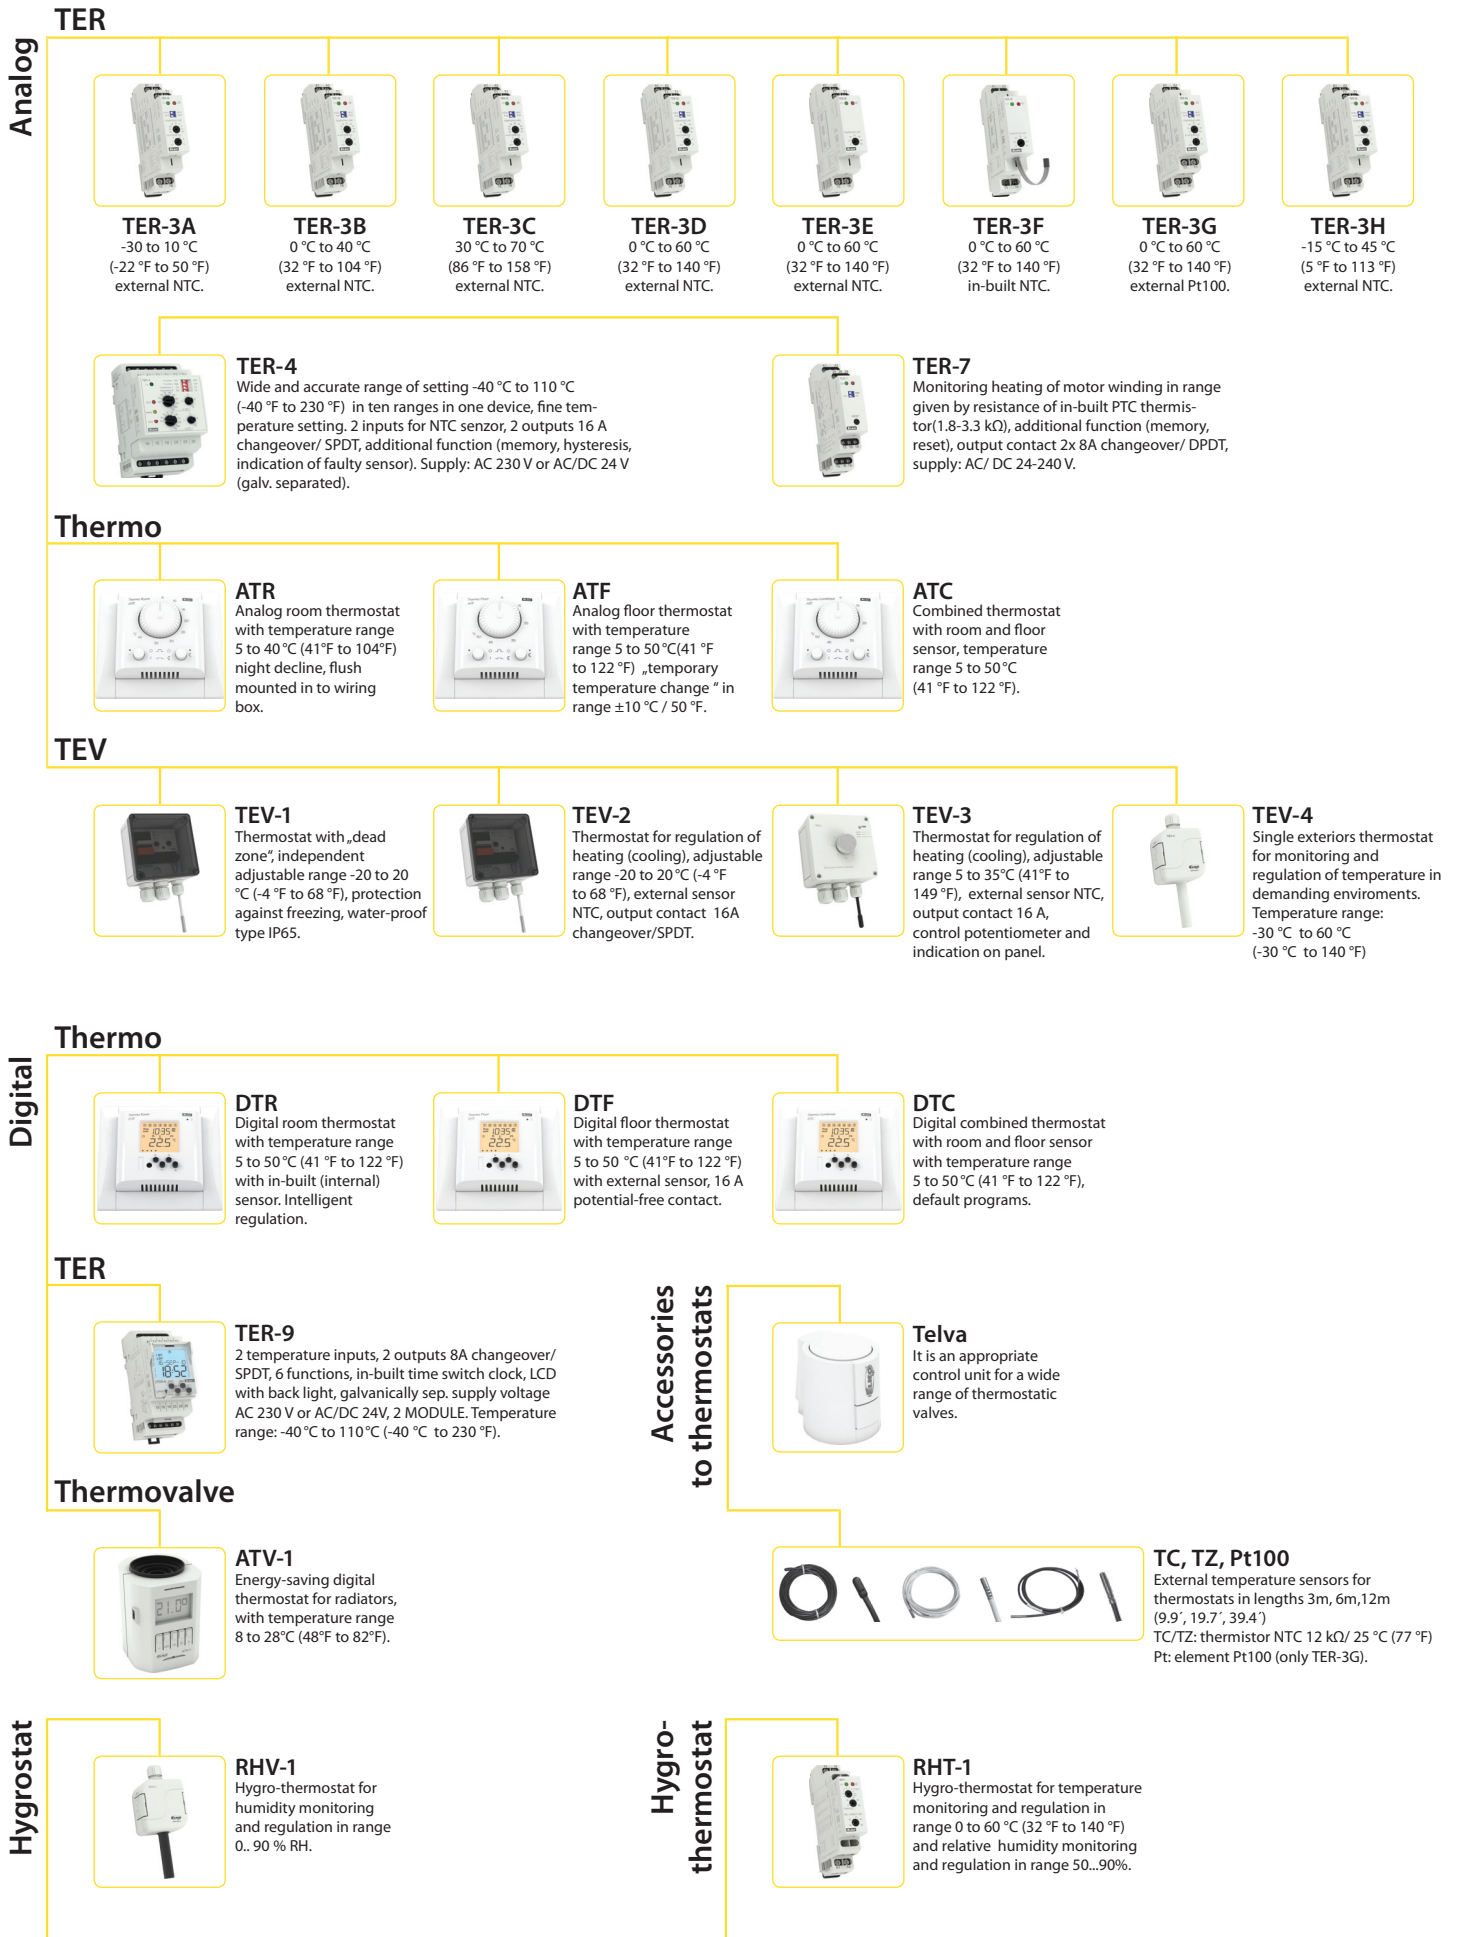 TER
Analog
TER-3A
-30 to 10 °C
(-22 °F to 50 °F)
external NTC.
TER-3B
0 °C to 40 °C
(32 °F to 104 °F)
external NTC.
TER-3C
30 °C to 70 °C
(86 °F to 158 °F)
external NTC.
TER-3D
0 °C to 60 °C
(32 °F to 140 °F)
external NTC.
TER-3E
0 °C to 60 °C
(32 °F to 140 °F)
external NTC.
TER-3F
0 °C to 60 °C
(32 °F to 140 °F)
in-built NTC.
TER-3G
0 °C to 60 °C
(32 °F to 140 °F)
external Pt100.
TER-3H
-15 °C to 45 °C
(5 °F to 113 °F)
external NTC.
TER-4
Wide and accurate range of setting -40 °C to 110 °C
(-40 °F to 230 °F)  in ten ranges in one device, fine tem-
perature setting. 2 inputs for NTC senzor, 2 outputs 16 A
changeover/ SPDT, additional function (memory, hysteresis,
indication of faulty sensor). Supply: AC 230 V or AC/DC 24 V
(galv. separated).
TER-7
Monitoring heating of motor winding in range
given by resistance of in-built PTC thermis-
tor(1.8-3.3 kΩ), additional function (memory,
reset), output contact 2x 8A changeover/ DPDT,
supply: AC/ DC 24-240 V.
Thermo
ATR
Analog room thermostat
with temperature range
5 to 40°C (41°F to 104°F)
night decline, flush
mounted in to wiring
box.
ATF
Analog floor thermostat
with temperature
range 5 to 50°C(41 °F
to 122 °F)  „temporary
temperature change “ in
range ±10 °C / 50 °F.
ATC
Combined thermostat
with room and floor
sensor, temperature
range 5 to 50°C
(41 °F to 122 °F).
TEV
TEV-1
Thermostat with „dead
zone“, independent
adjustable range -20 to 20
°C (-4 °F to 68 °F), protection
against freezing, water-proof
type IP65.
TEV-2
Thermostat for regulation of
heating (cooling), adjustable
range -20 to 20°C (-4 °F
to 68 °F), external sensor
NTC, output contact  16A
changeover/SPDT.
TEV-3
Thermostat for regulation of
heating (cooling), adjustable
range 5 to 35°C (41°F to
149 °F),  external sensor NTC,
output contact 16 A,
control potentiometer and
indication on panel.
TEV-4
Single exteriors thermostat
for monitoring and
regulation of temperature in
demanding enviroments.
Temperature range:
-30 °C  to 60 °C
(-30 °C  to 140 °F)
Thermo
Digital
DTR
Digital room thermostat
with temperature range
5 to 50°C (41 °F to 122 °F)
with in-built (internal)
sensor. Intelligent
regulation.
DTF
Digital floor thermostat
with temperature range
5 to 50 °C (41°F to 122 °F)
with external sensor, 16 A
potential-free contact.
DTC
Digital combined thermostat
with room and floor sensor
with temperature range
5 to 50°C (41 °F to 122 °F),
default programs.
TER
TER-9
2 temperature inputs, 2 outputs 8A changeover/
SPDT, 6 functions, in-built time switch clock, LCD
with back light, galvanically sep. supply voltage
AC 230 V or AC/DC 24V, 2 MODULE. Temperature
range: -40°C to 110°C (-40 °C  to 230 °F).
Accessories
to thermostats
Telva
It is an appropriate
control unit for a wide
range of thermostatic
valves.
Thermovalve
ATV-1
Energy-saving digital
thermostat for radiators,
with temperature range
8 to 28°C (48°F to 82°F).
TC, TZ, Pt100
External temperature sensors for
thermostats in lengths 3m, 6m,12m
(9.9´, 19.7´, 39.4´)
TC/TZ: thermistor NTC 12 kΩ/ 25 °C (77 °F)
Pt: element Pt100 (only TER-3G).
Hygrostat
RHV-1
Hygro-thermostat for
humidity monitoring
and regulation in range
0.. 90 % RH.
Hygro-
thermostat
RHT-1
Hygro-thermostat for temperature
monitoring and regulation in
range 0 to 60 °C (32 °F to 140 °F)
and relative  humidity monitoring
and regulation in range 50...90%.